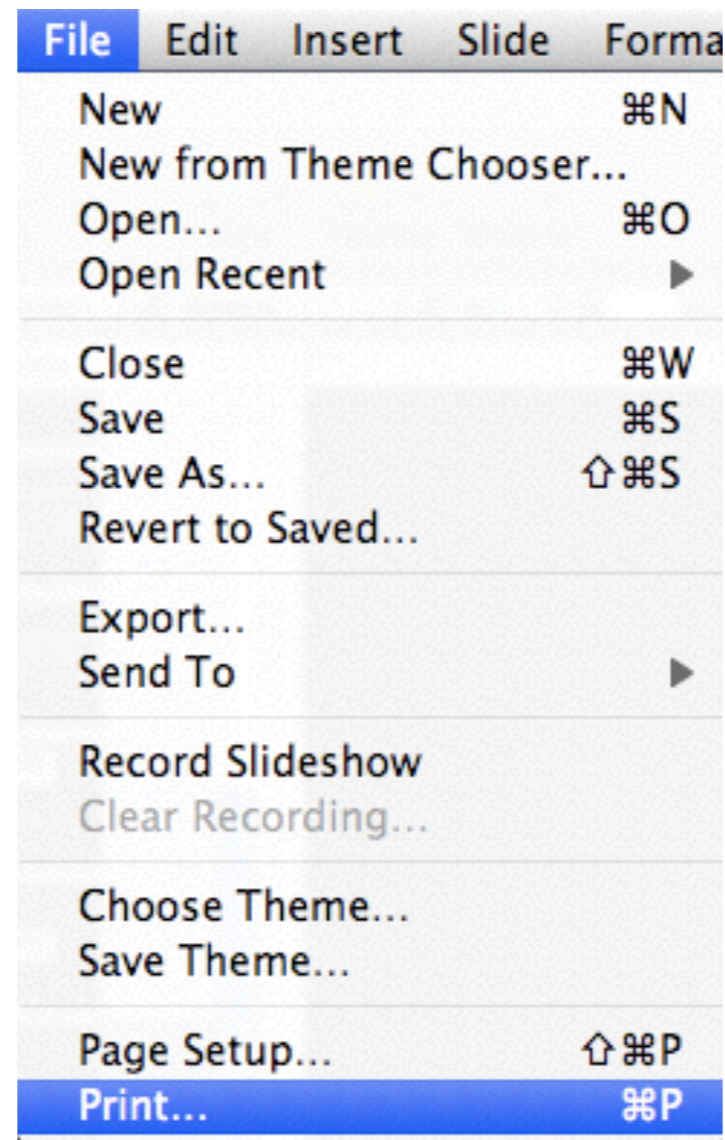 File Edit Insert Slide Forma
New ⌘N
New from Theme Chooser...
Open... ⌘O
Open Recent ▶
Close ⌘W
Save ⌘S
Save As... ⇧⌘S
Revert to Saved...
Export...
Send To ▶
Record Slideshow
Clear Recording...
Choose Theme...
Save Theme...
Page Setup... ⇧⌘P
Print... ⌘P